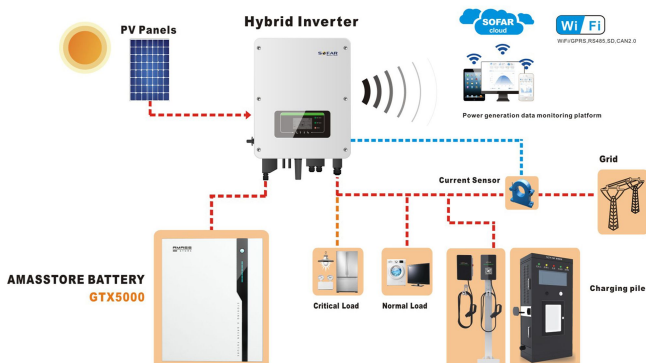 Hybrid Inverter
PV Panels
SOFAR
cloud
Wi Fi
WiFi/GPRS,RS485,SD,CAN2.0
SOFAR
Power generation data monitoring platform
Current Sensor
Grid
AMASSTORE BATTERY
GTX5000
Critical Load
Normal Load
Charging pile